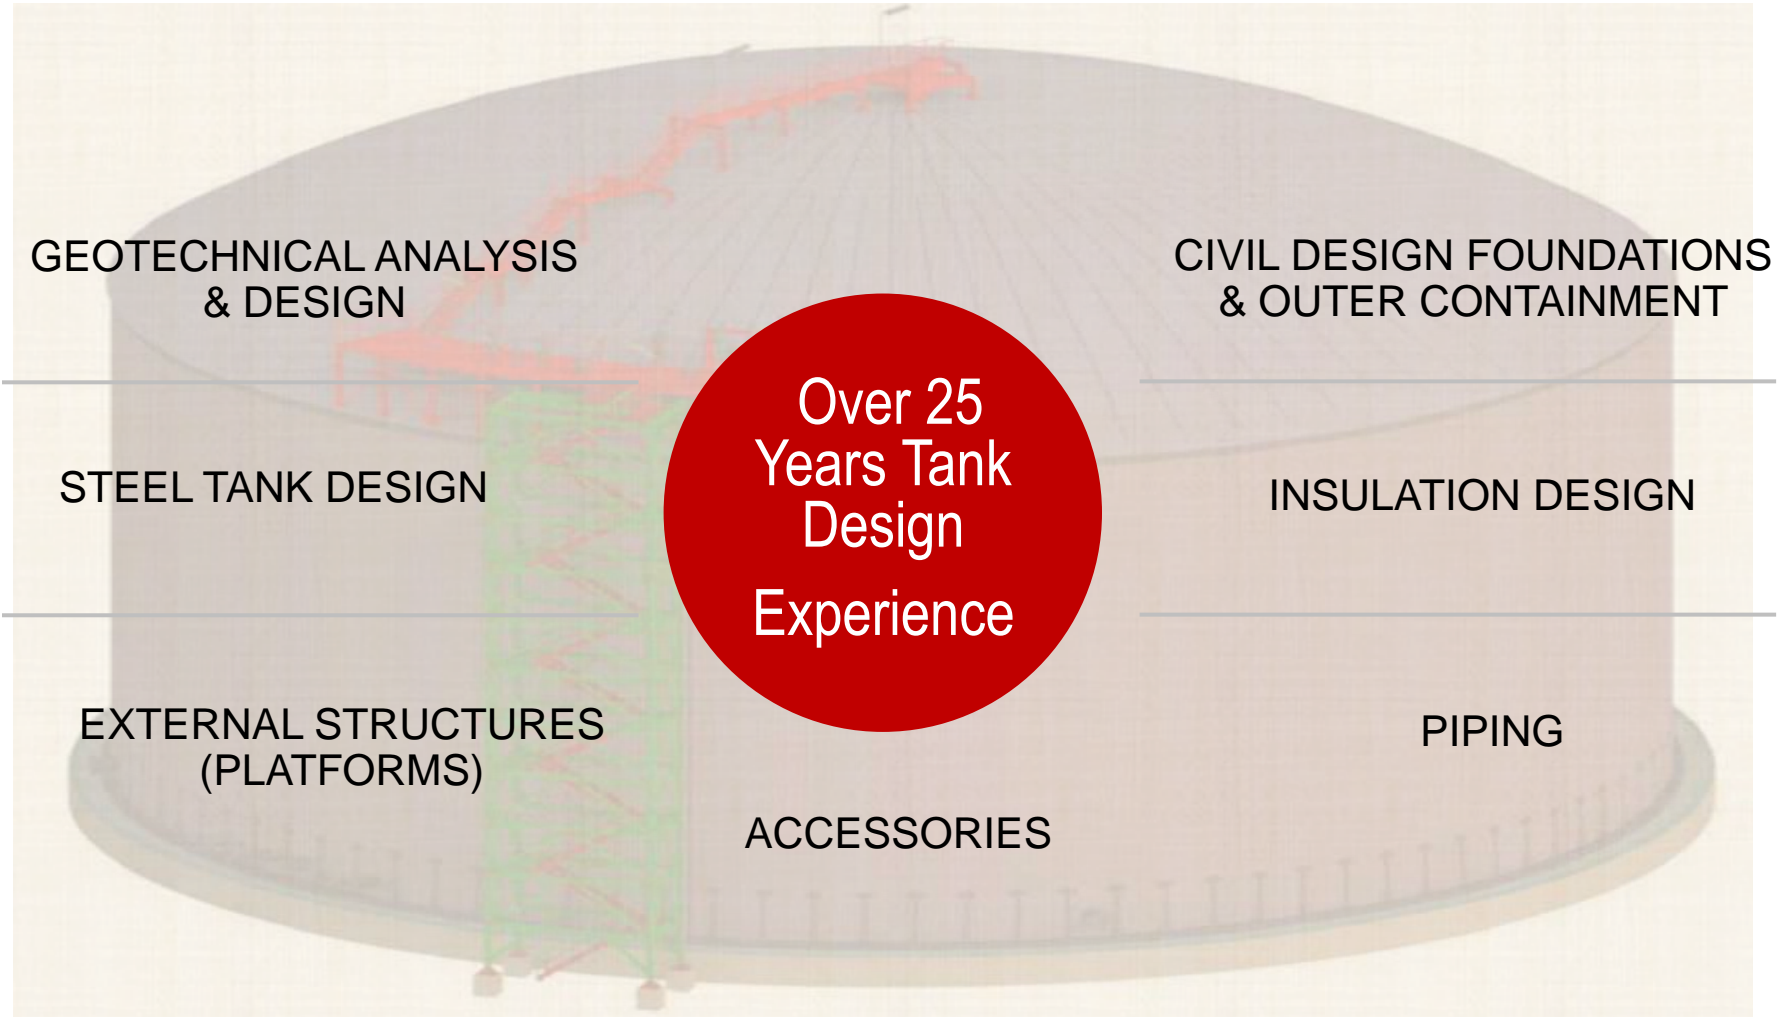 GEOTECHNICAL ANALYSIS
& DESIGN
CIVIL DESIGN FOUNDATIONS
& OUTER CONTAINMENT
Over 25
Years Tank
Design
Experience
STEEL TANK DESIGN
INSULATION DESIGN
EXTERNAL STRUCTURES
(PLATFORMS)
PIPING
ACCESSORIES